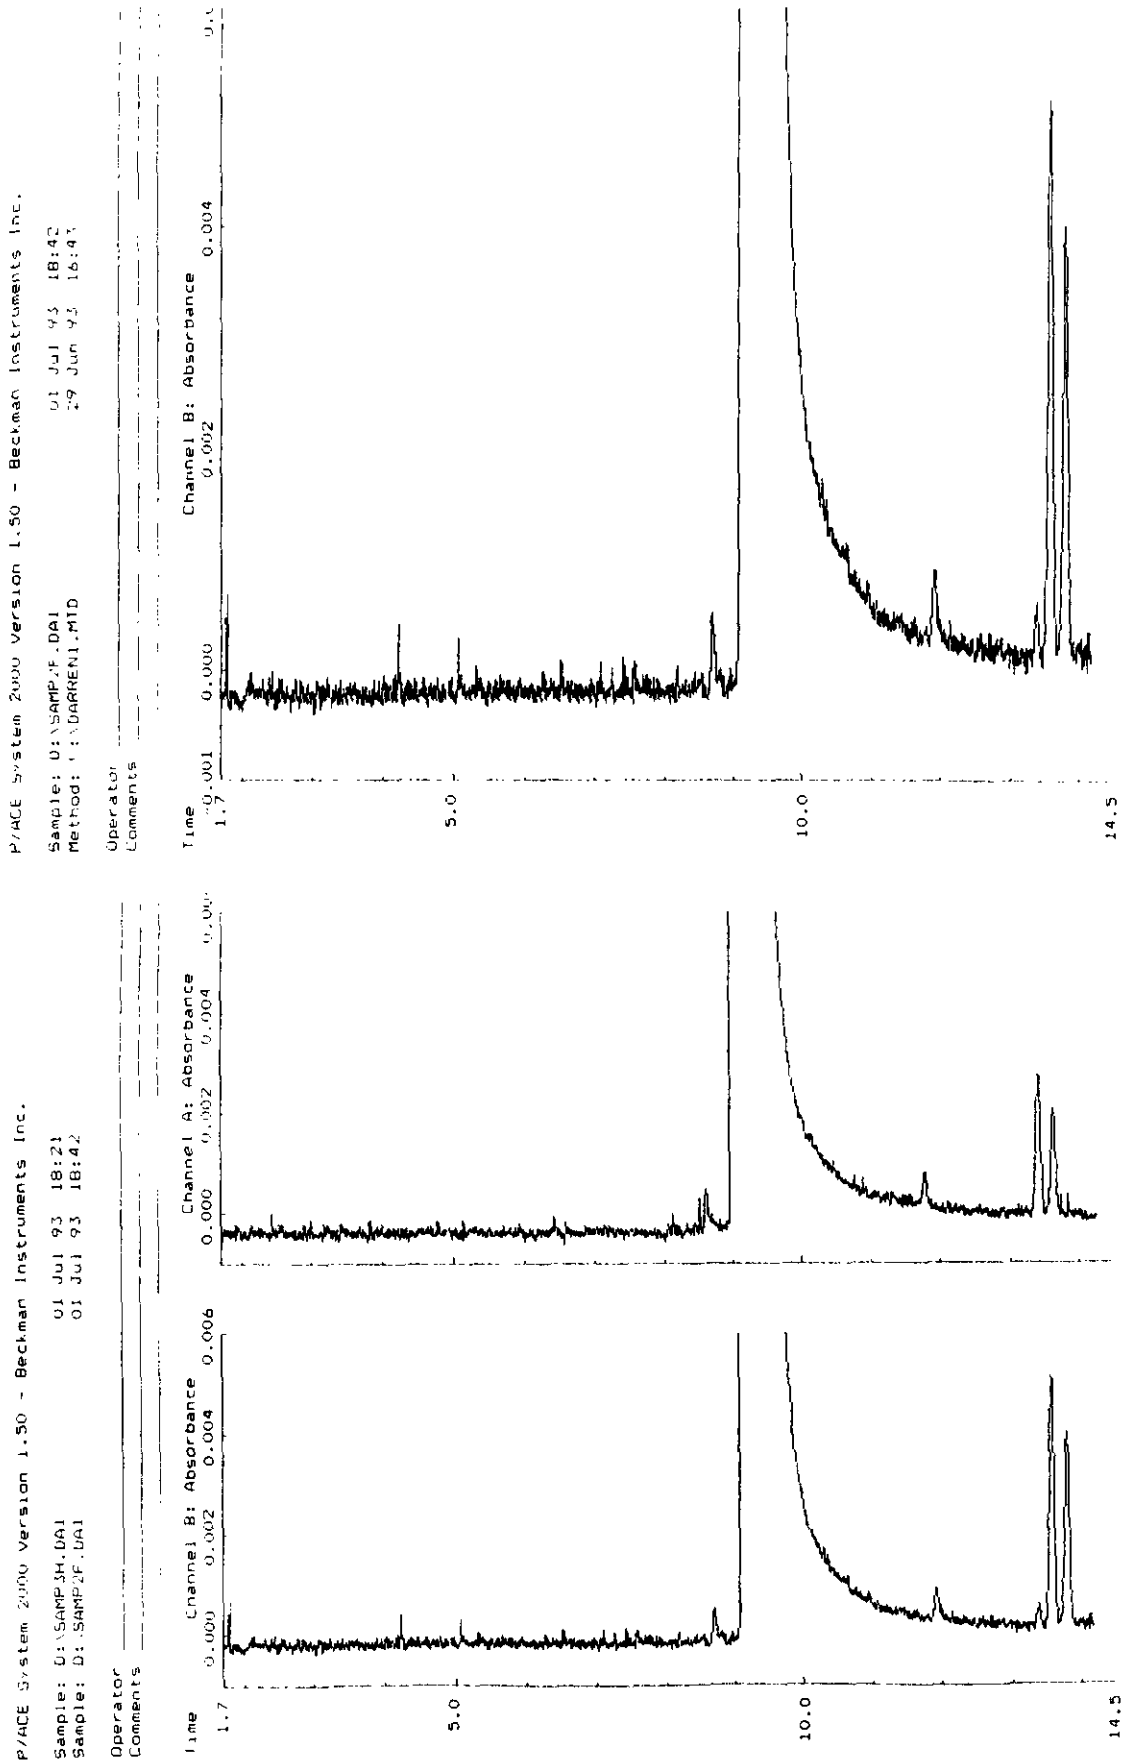 P/ACE System 2000 Version 1.50 - Beckman Instruments Inc.
Sample: D:\SAMP2F.DA1 01 Jul 93 18:42
Method: DARREN1.MTD 29 Jun 93 16:47
Operator
Comments
Channel B: Absorbance
-0.001 0.000 0.002 0.004
Time
1.7 5.0 10.0 14.5
P/ACE System 2000 Version 1.50 - Beckman Instruments Inc.
Sample: D:\SAMP3H.DA1 01 Jul 93 18:21
Sample: D:\SAMP2F.DA1 01 Jul 93 18:42
Operator
Comments
Channel A: Absorbance
0.000 0.002 0.004
Channel B: Absorbance
0.000 0.002 0.004 0.006
Time
1.7 5.0 10.0 14.5